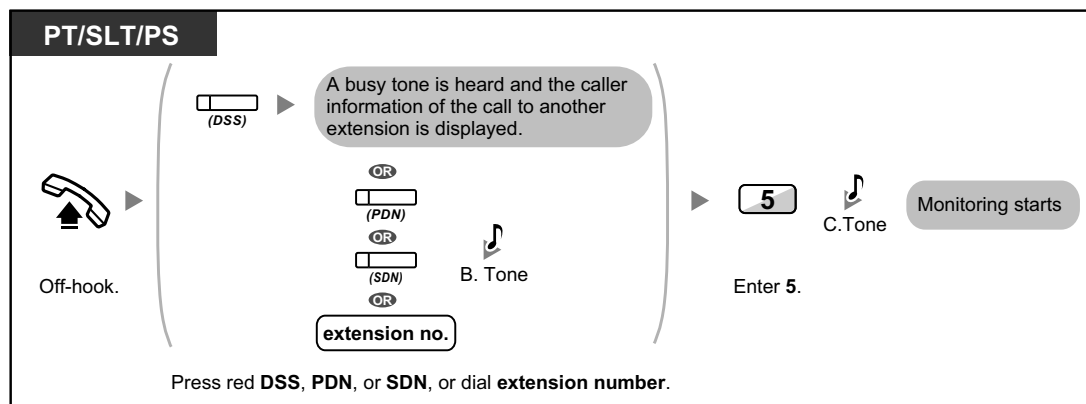 PT/SLT/PS
A busy tone is heard and the caller
information of the call to another
extension is displayed.
(DSS)
OR
(PDN)
OR
(SDN)
B. Tone
OR
extension no.
Off-hook.
Press red DSS, PDN, or SDN, or dial extension number.
5
C.Tone
Monitoring starts
Enter 5.